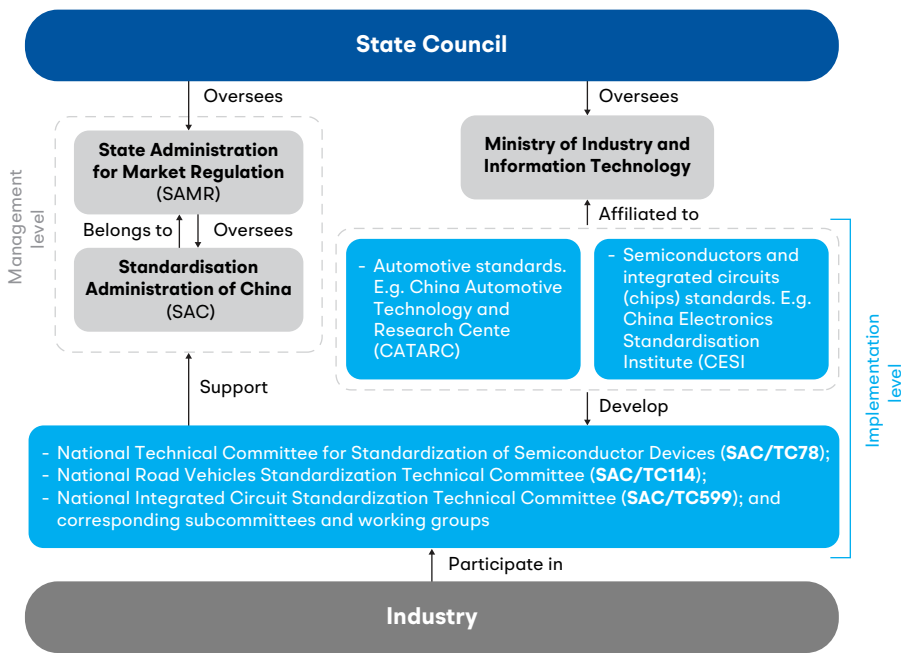 State Council
Oversees
Oversees
Management
level
State Administration
for Market Regulation
(SAMR)
Belongs to
Oversees
Standardisation
Administration of China
(SAC)
Ministry of Industry and
Information Technology
Affiliated to
- Automotive standards.
E.g. China Automotive
Technology and
Research Cente
(CATARC)
- Semiconductors and
integrated circuits
(chips) standards. E.g.
China Electronics
Standardisation
Institute (CESI
Implementation
level
Support
Develop
- National Technical Committee for Standardization of Semiconductor Devices (SAC/TC78);
- National Road Vehicles Standardization Technical Committee (SAC/TC114);
- National Integrated Circuit Standardization Technical Committee (SAC/TC599); and
corresponding subcommittees and working groups
Participate in
Industry